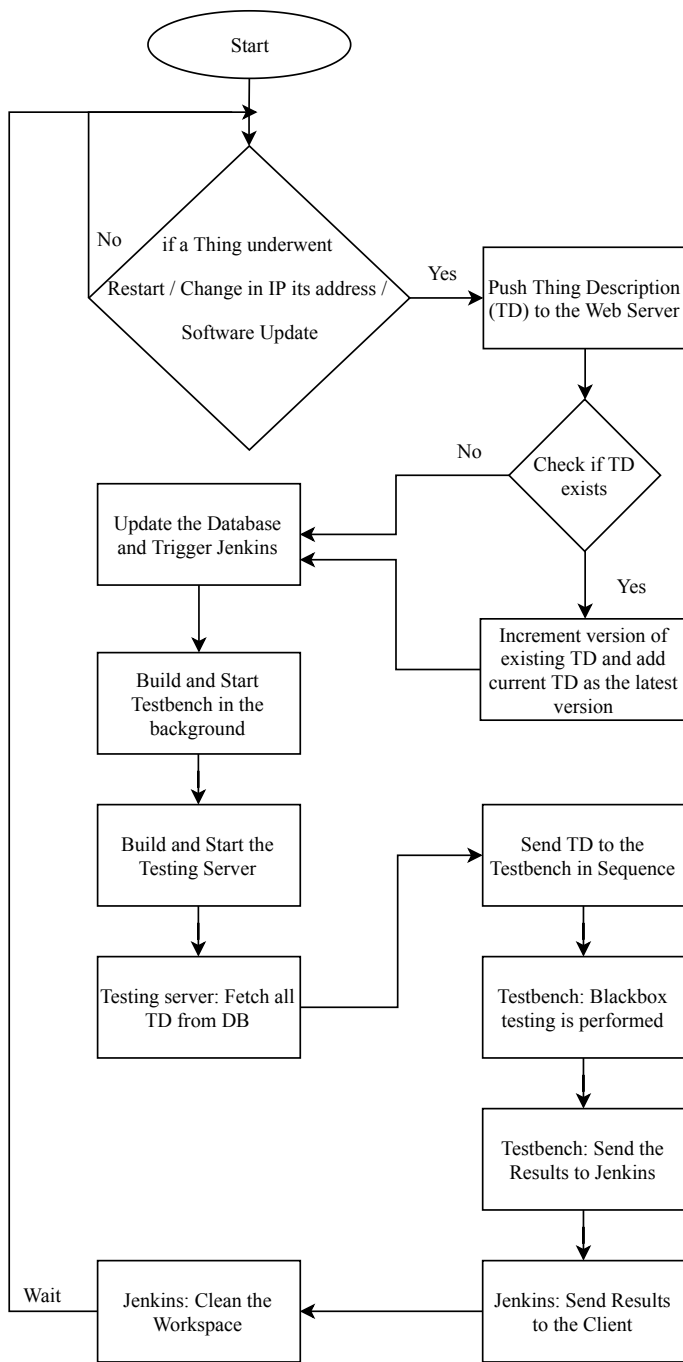 Start
No
if a Thing underwent
Restart / Change in IP its address /
Software Update
Yes
Push Thing Description
(TD) to the Web Server
Check if TD
exists
No
Yes
Update the Database
and Trigger Jenkins
Increment version of
existing TD and add
current TD as the latest
version
Build and Start
Testbench in the
background
Build and Start the
Testing Server
Testing server: Fetch all
TD from DB
Send TD to the
Testbench in Sequence
Testbench: Blackbox
testing is performed
Testbench: Send the
Results to Jenkins
Jenkins: Send Results
to the Client
Jenkins: Clean the
Workspace
Wait